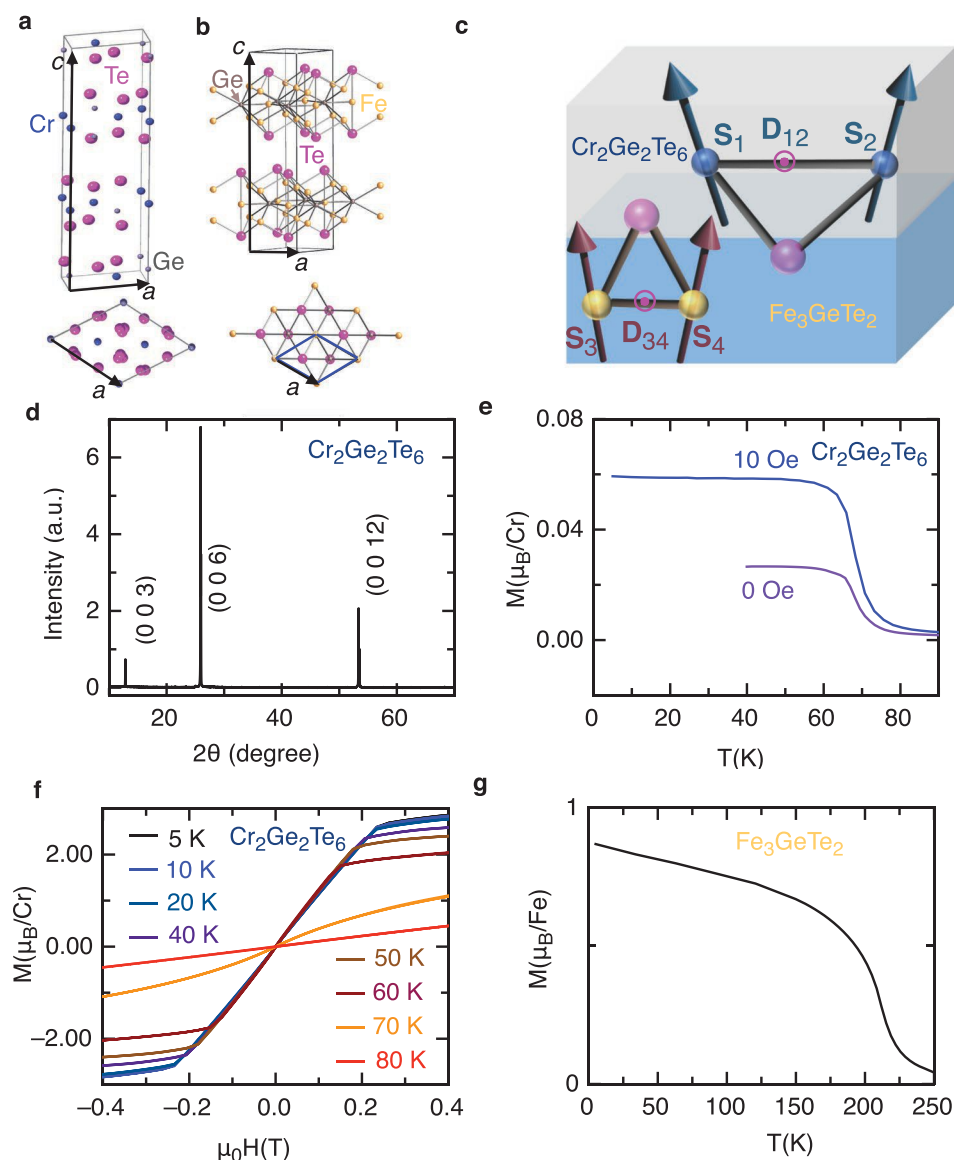 a
c
Te
Cr
Ge
a
a
b
c
Ge
Fe
Te
a
a
c
Cr2Ge2Te6
S1
D12
S2
S3
D34
S4
Fe3GeTe2
d
Cr2Ge2Te6
Intensity (a.u.)
6
4
2
0
(0 0 3)
(0 0 6)
(0 0 12)
20
40
60
2θ (degree)
e
10 Oe
Cr2Ge2Te6
0 Oe
M(μB/Cr)
0.08
0.04
0.00
0
20
40
60
80
T(K)
f
5 K
10 K
20 K
40 K
Cr2Ge2Te6
50 K
60 K
70 K
80 K
M(μB/Cr)
2.00
0.00
–2.00
–0.4
–0.2
0.0
0.2
0.4
μ0H(T)
g
Fe3GeTe2
M(μB/Fe)
1
0
0
50
100
150
200
250
T(K)